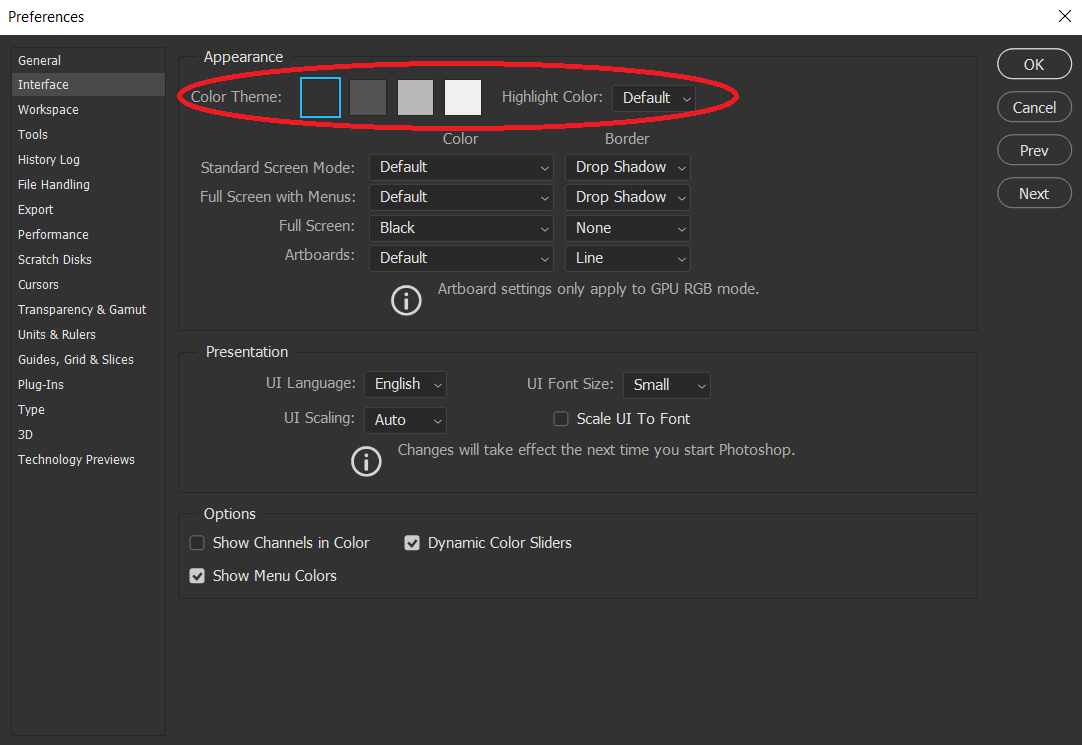 Preferences
General
Interface
Workspace
Tools
History Log
File Handling
Export
Performance
Scratch Disks
Cursors
Transparency & Gamut
Units & Rulers
Guides, Grid & Slices
Plug-Ins
Type
3D
Technology Previews
Appearance
Color Theme: Highlight Color: Default
Color Border
Standard Screen Mode: Default Drop Shadow
Full Screen with Menus: Default Drop Shadow
Full Screen: Black None
Artboards: Default Line
Artboard settings only apply to GPU RGB mode.
Presentation
UI Language: English UI Font Size: Small
UI Scaling: Auto Scale UI To Font
Changes will take effect the next time you start Photoshop.
Options
Show Channels in Color Dynamic Color Sliders
Show Menu Colors
OK
Cancel
Prev
Next